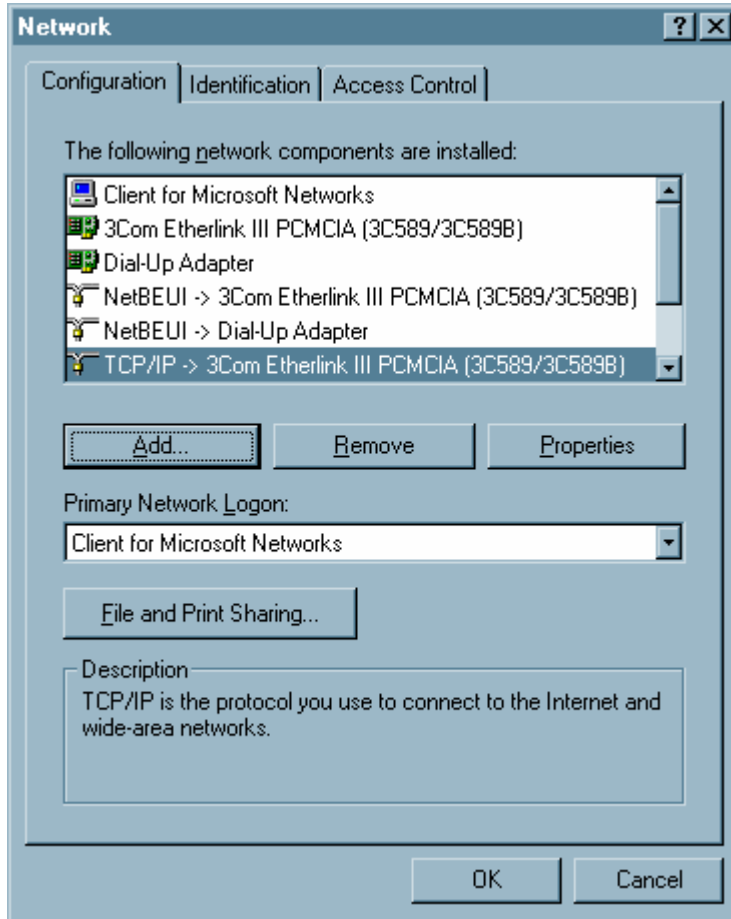 Network
Configuration
Identification
Access Control
The following network components are installed:
Client for Microsoft Networks
3Com Etherlink III PCMCIA (3C589/3C589B)
Dial-Up Adapter
NetBEUI -> 3Com Etherlink III PCMCIA (3C589/3C589B)
NetBEUI -> Dial-Up Adapter
TCP/IP -> 3Com Etherlink III PCMCIA (3C589/3C589B)
Add...
Remove
Properties
Primary Network Logon:
Client for Microsoft Networks
File and Print Sharing...
Description
TCP/IP is the protocol you use to connect to the Internet and
wide-area networks.
OK
Cancel